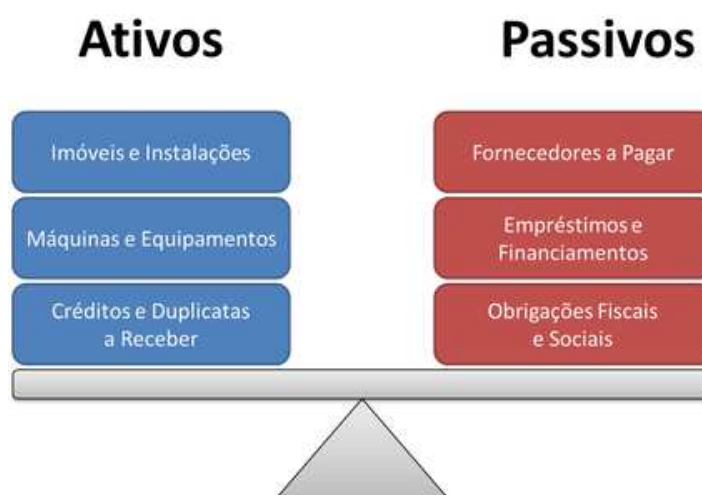 Ativos
Passivos
Imóveis e Instalações
Máquinas e Equipamentos
Créditos e Duplicatas
a Receber
Fornecedores a Pagar
Empréstimos e
Financiamentos
Obrigações Fiscais
e Sociais